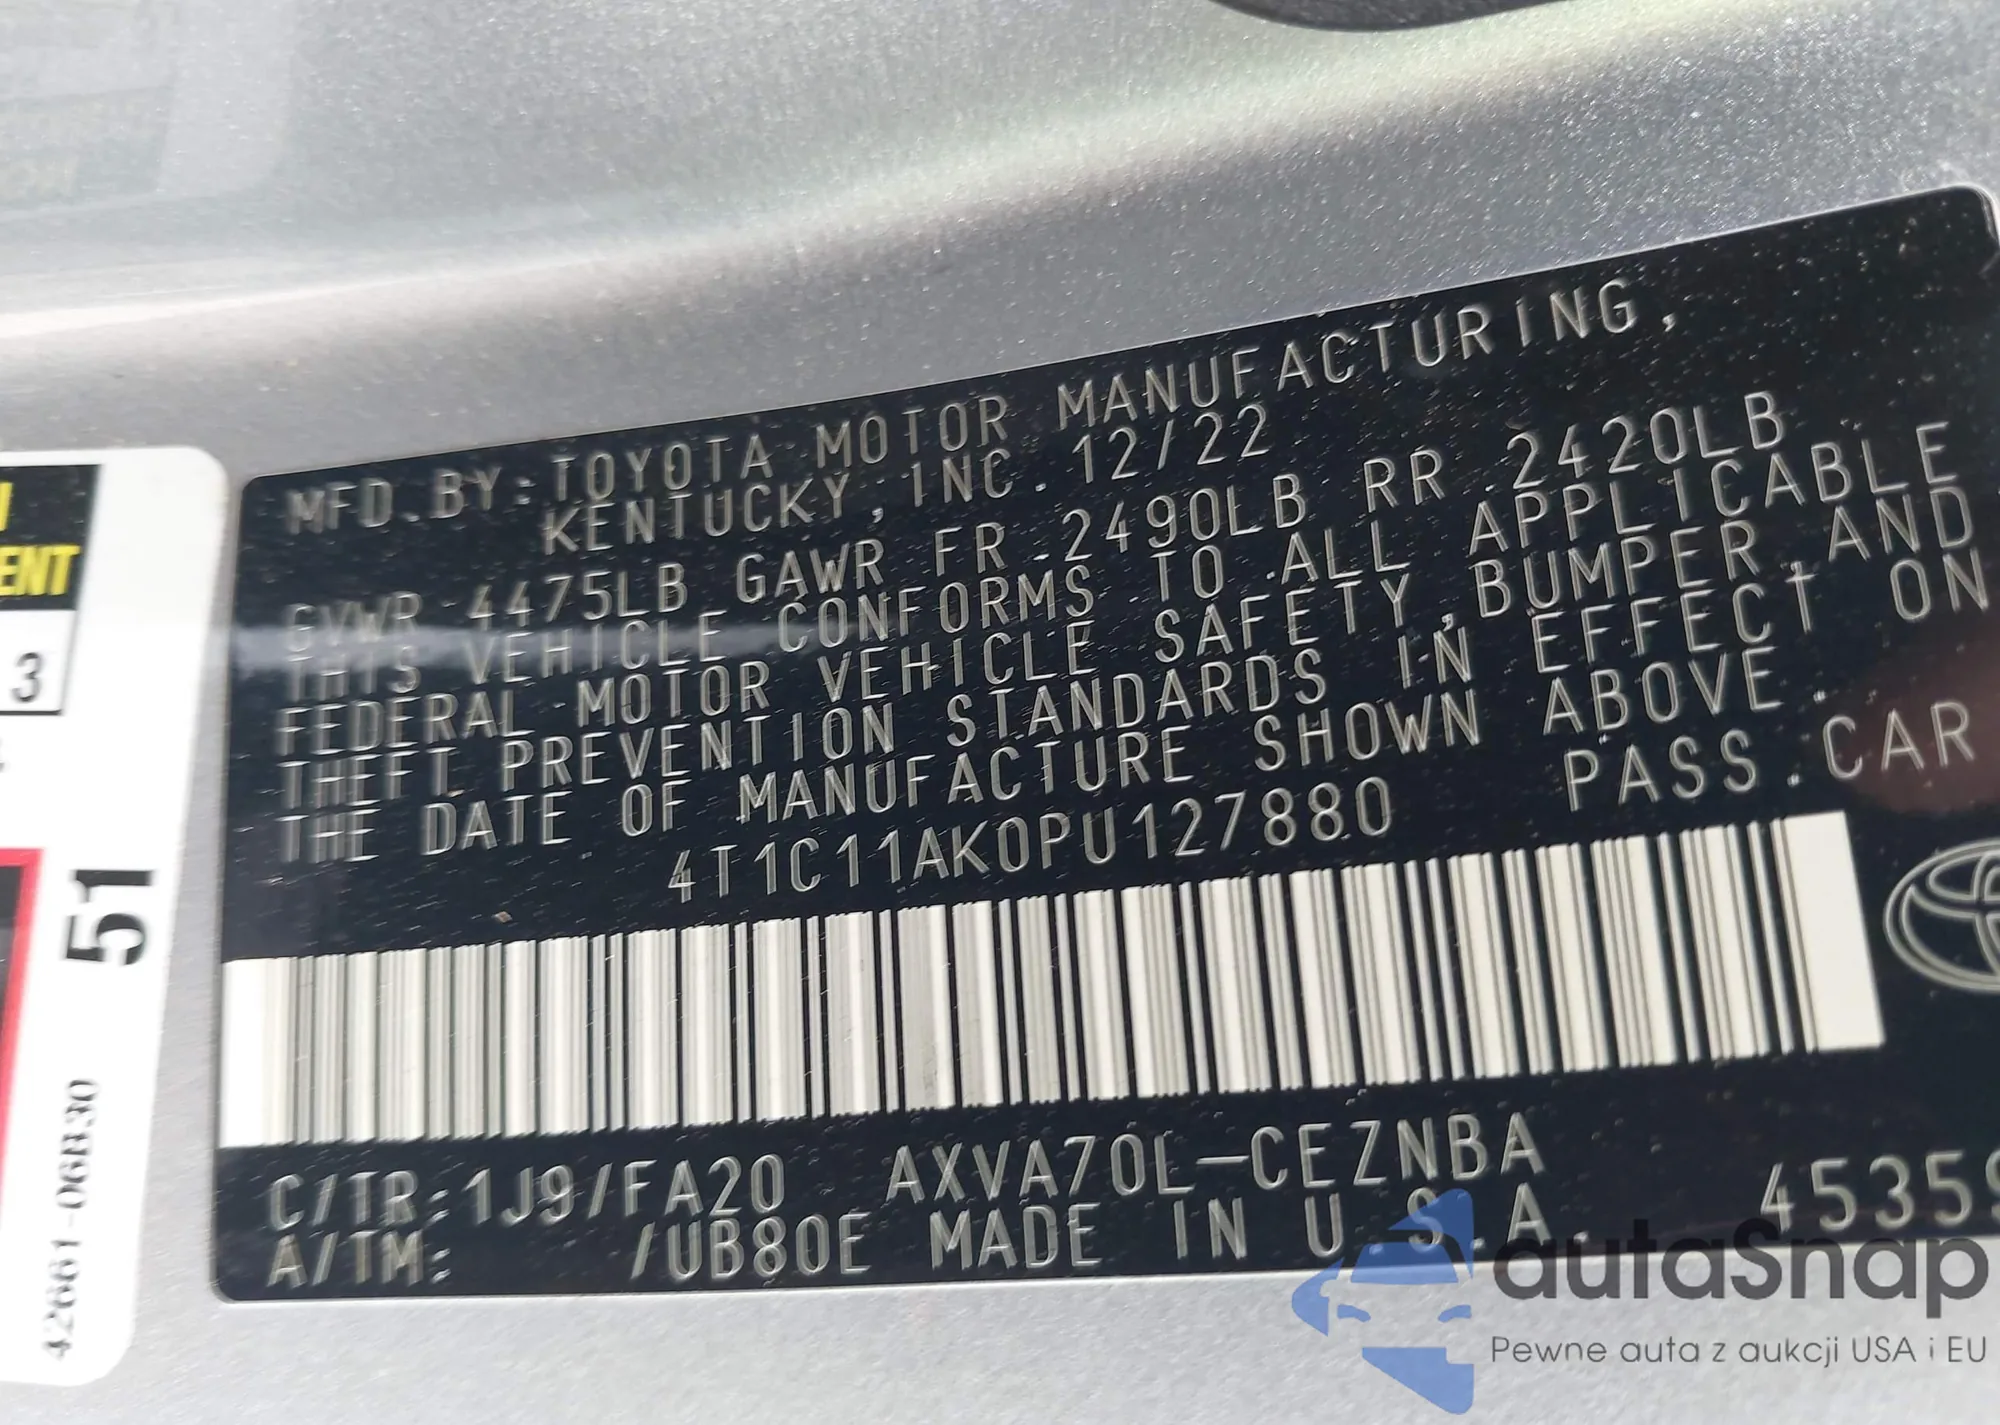 MFD.BY:TOYOTA MOTOR MANUFACTURING,
KENTUCKY,INC. 12/22
GVWR 4475LB GAWR FR 2490LB RR 2420LB
THIS VEHICLE CONFORMS TO ALL APPLICABLE
FEDERAL MOTOR VEHICLE SAFETY,BUMPER,AND
THEFT PREVENTION STANDARDS IN EFFECT ON
THE DATE OF MANUFACTURE SHOWN ABOVE.
4T1C11AK0PU127880 PASS.CAR
C/TR:1J9/FA20 AXVA70L-CEZNBA
A/TM: /UB80E MADE IN U.S.A. 45359
ENT
3
51
42661-06B30
autaSnap
Pewne auta z aukcji USA i EU